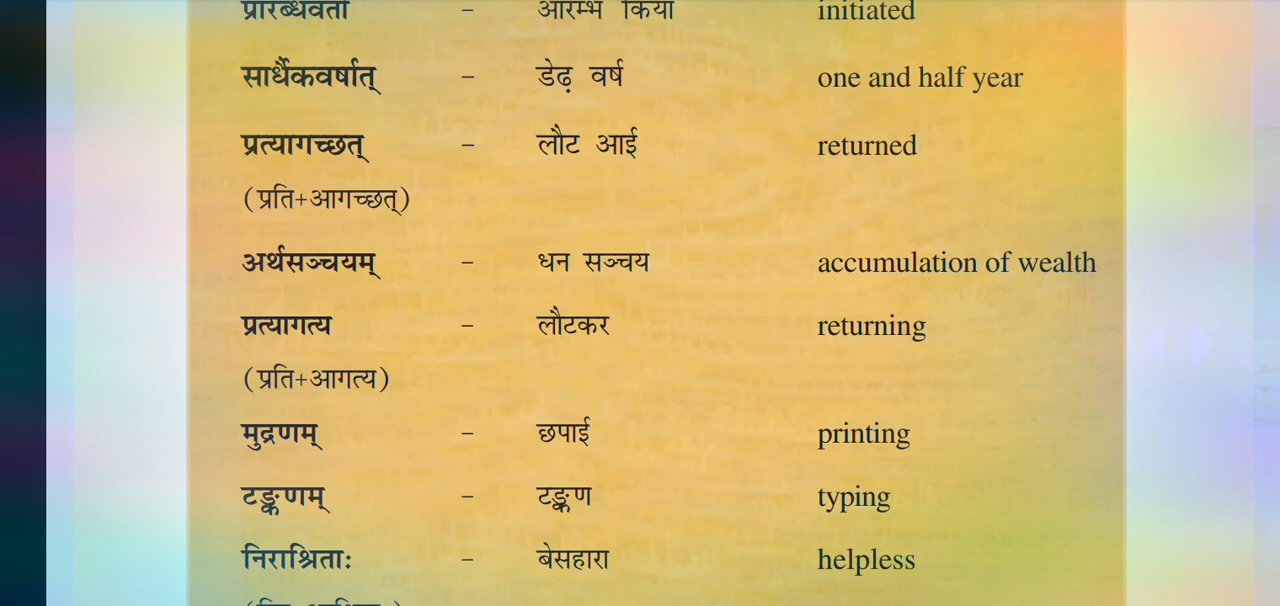 प्रारब्धवती – आरम्भ किया initiated
सार्धैकवर्षात् – डेढ़ वर्ष one and half year
प्रत्यागच्छत् – लौट आई returned
(प्रति+आगच्छत्)
अर्थसञ्चयम् – धन सञ्चय accumulation of wealth
प्रत्यागत्य – लौटकर returning
(प्रति+आगत्य)
मुद्रणम् – छपाई printing
टङ्कणम् – टङ्कण typing
निराश्रिताः – बेसहारा helpless